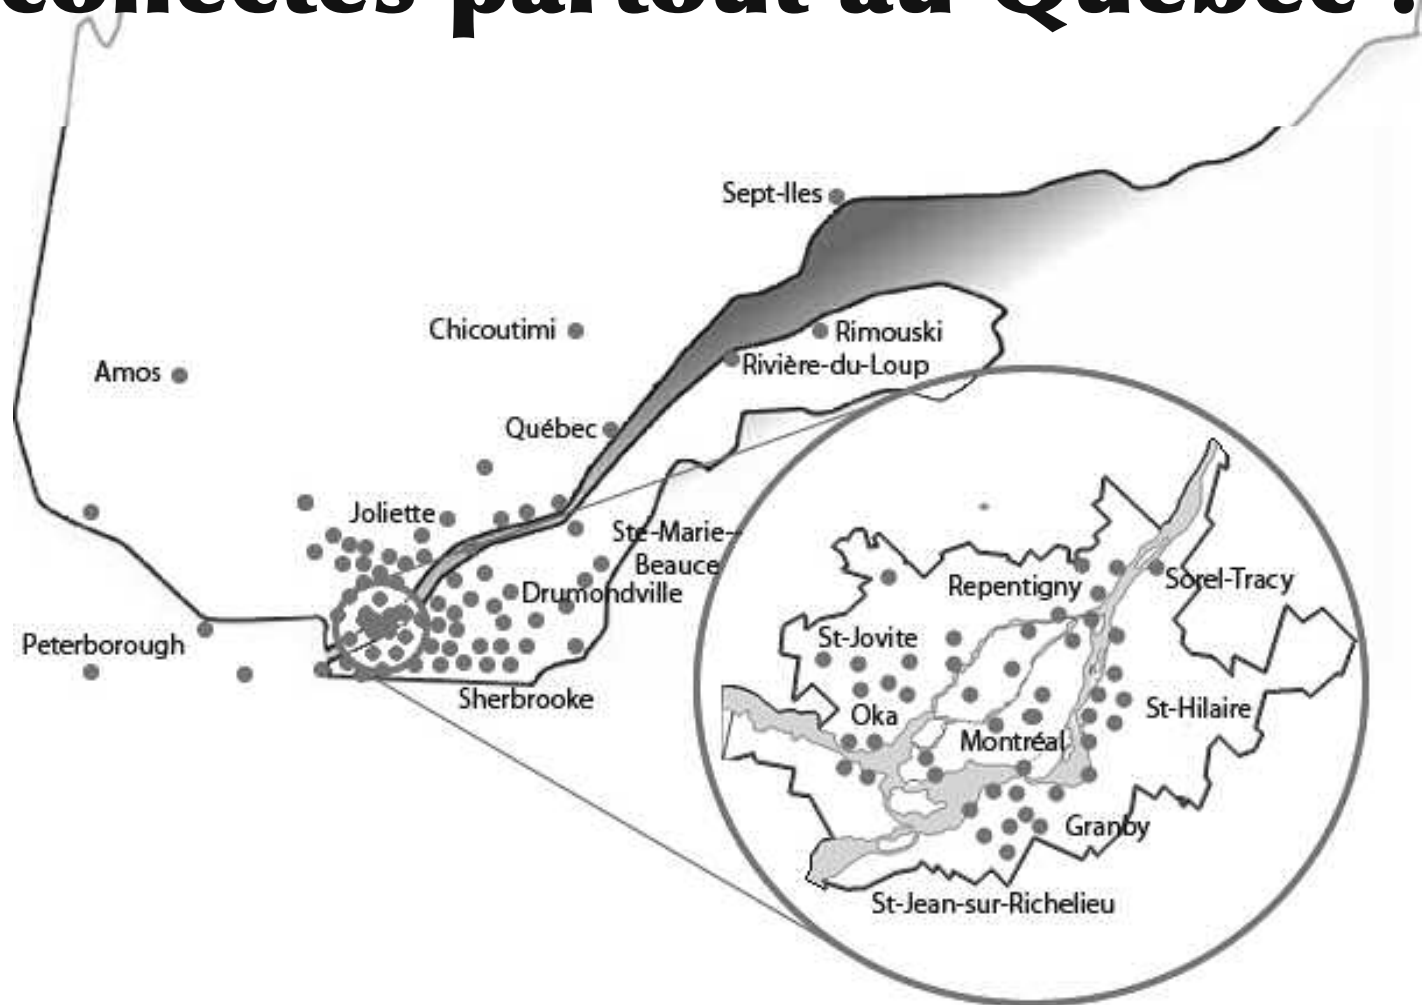 collectes partout au Québec !
Sept-Iles
Chicoutimi
Rimouski
Amos
Rivière-du-Loup
Québec
Joliette
Ste-Marie-
Beauce
Drumondville
Peterborough
Sherbrooke
Repentigny
Sorel-Tracy
St-Jovite
Oka
St-Hilaire
Montréal
Granby
St-Jean-sur-Richelieu